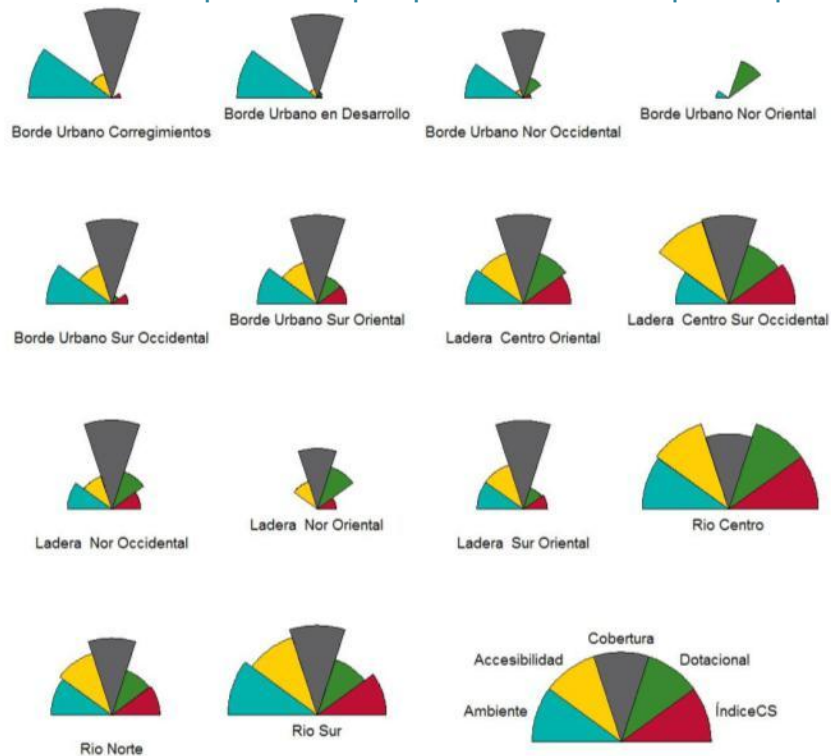 Borde Urbano Corregimientos
Borde Urbano en Desarrollo
Borde Urbano Nor Occidental
Borde Urbano Nor Oriental
Borde Urbano Sur Occidental
Borde Urbano Sur Oriental
Ladera Centro Oriental
Ladera Centro Sur Occidental
Ladera Nor Occidental
Ladera Nor Oriental
Ladera Sur Oriental
Rio Centro
Rio Norte
Rio Sur
Cobertura
Accesibilidad
Dotacional
Ambiente
ÍndiceCS